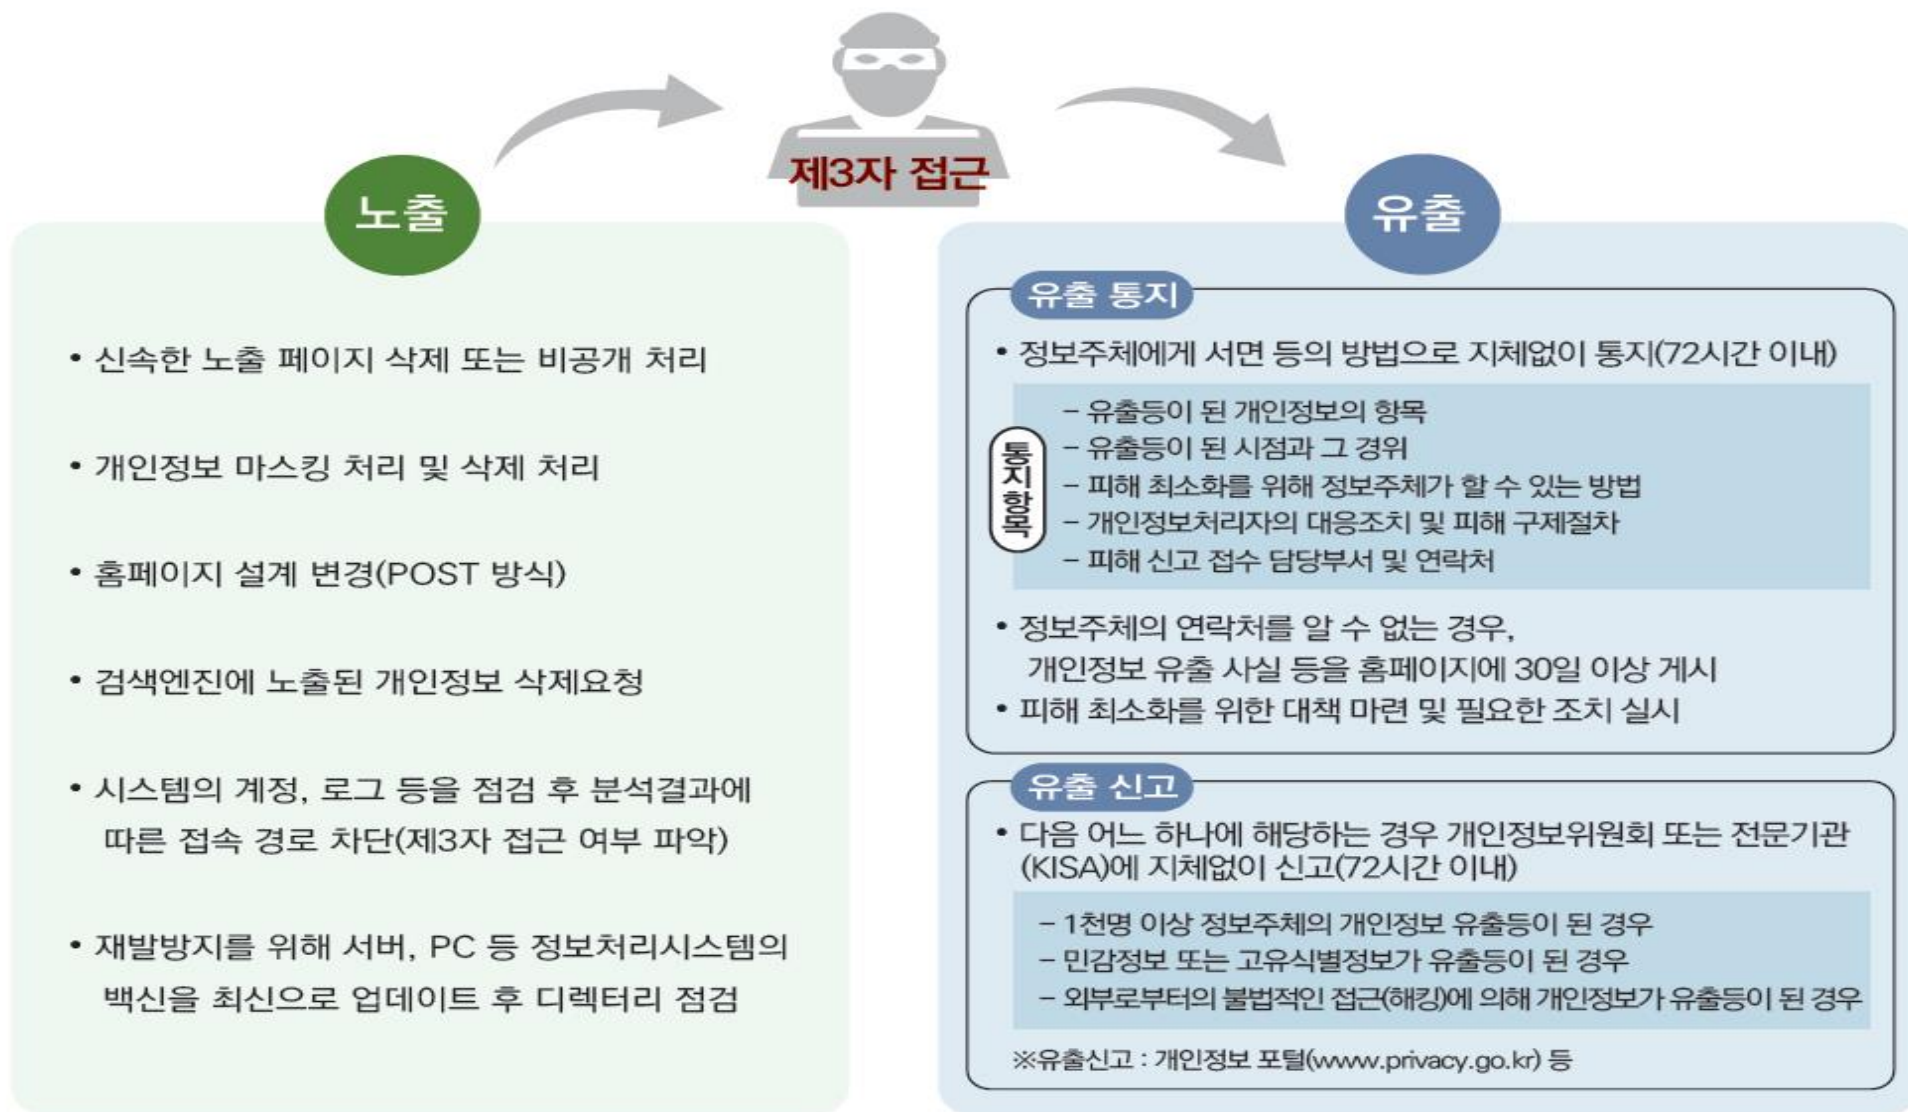 제3자 접근
노출
• 신속한 노출 페이지 삭제 또는 비공개 처리
• 개인정보 마스킹 처리 및 삭제 처리
• 홈페이지 설계 변경(POST 방식)
• 검색엔진에 노출된 개인정보 삭제요청
• 시스템의 계정, 로그 등을 점검 후 분석결과에
따른 접속 경로 차단(제3자 접근 여부 파악)
• 재발방지를 위해 서버, PC 등 정보처리시스템의
백신을 최신으로 업데이트 후 디렉터리 점검
유출
유출 통지
• 정보주체에게 서면 등의 방법으로 지체없이 통지(72시간 이내)
통지항목
– 유출등이 된 개인정보의 항목
– 유출등이 된 시점과 그 경위
– 피해 최소화를 위해 정보주체가 할 수 있는 방법
– 개인정보처리자의 대응조치 및 피해 구제절차
– 피해 신고 접수 담당부서 및 연락처
• 정보주체의 연락처를 알 수 없는 경우,
개인정보 유출 사실 등을 홈페이지에 30일 이상 게시
• 피해 최소화를 위한 대책 마련 및 필요한 조치 실시
유출 신고
• 다음 어느 하나에 해당하는 경우 개인정보위원회 또는 전문기관
(KISA)에 지체없이 신고(72시간 이내)
– 1천명 이상 정보주체의 개인정보 유출등이 된 경우
– 민감정보 또는 고유식별정보가 유출등이 된 경우
– 외부로부터의 불법적인 접근(해킹)에 의해 개인정보가 유출등이 된 경우
※유출신고 : 개인정보 포털(www.privacy.go.kr) 등